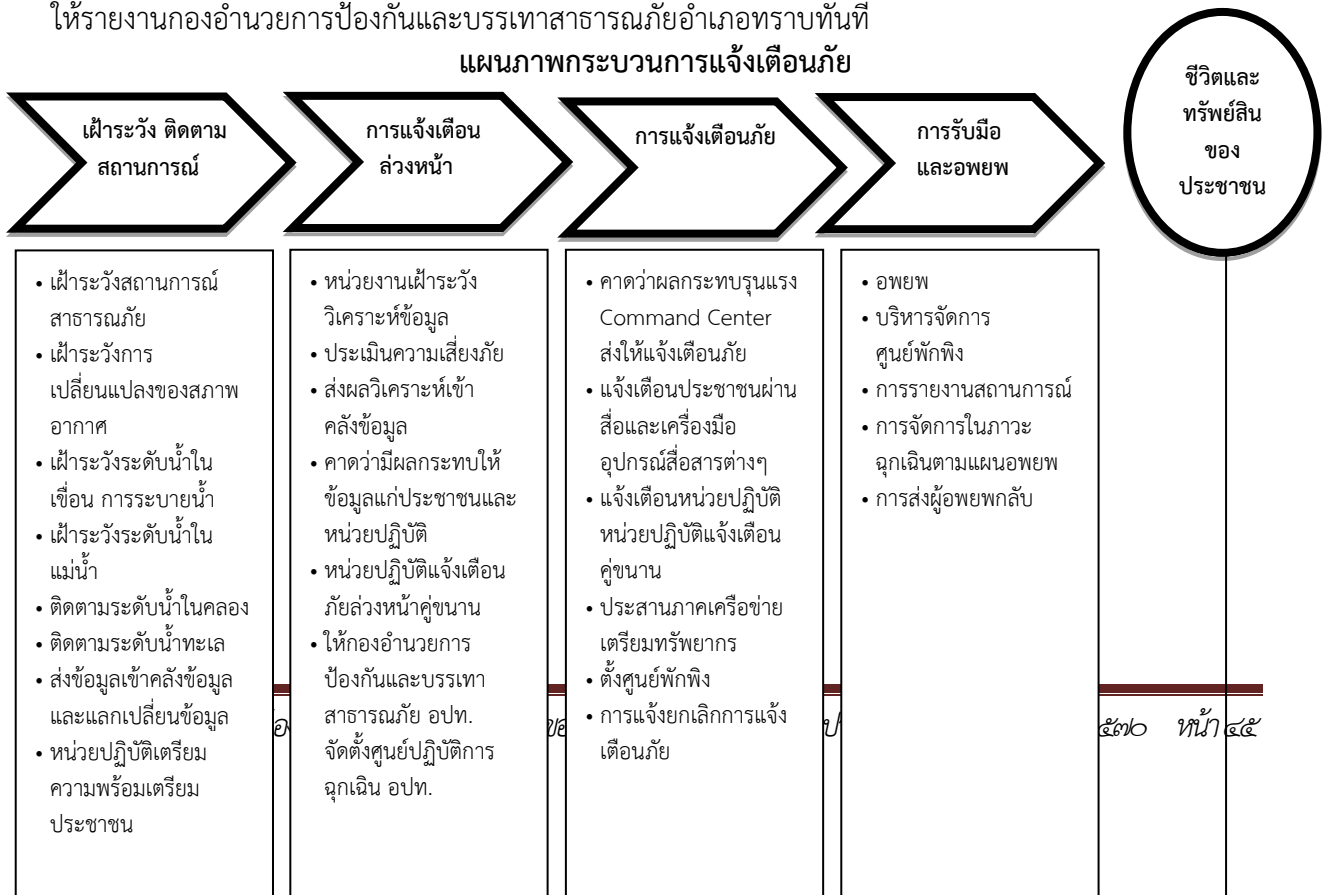 ให้รายงานกองอำนวยการป้องกันและบรรเทาสาธารณภัยอำเภอทราบทันที
แผนภาพกระบวนการแจ้งเตือนภัย
เฝ้าระวัง ติดตาม
สถานการณ์
การแจ้งเตือน
ล่วงหน้า
การแจ้งเตือนภัย
การรับมือ
และอพยพ
ชีวิตและ
ทรัพย์สิน
ของ
ประชาชน
• เฝ้าระวังสถานการณ์
สาธารณภัย
• เฝ้าระวังการ
เปลี่ยนแปลงของสภาพ
อากาศ
• เฝ้าระวังระดับน้ำใน
เขื่อน การระบายน้ำ
• เฝ้าระวังระดับน้ำใน
แม่น้ำ
• ติดตามระดับน้ำในคลอง
• ติดตามระดับน้ำทะเล
• ส่งข้อมูลเข้าคลังข้อมูล
และแลกเปลี่ยนข้อมูล
• หน่วยปฏิบัติเตรียม
ความพร้อมเตรียม
ประชาชน
• หน่วยงานเฝ้าระวัง
วิเคราะห์ข้อมูล
• ประเมินความเสี่ยงภัย
• ส่งผลวิเคราะห์เข้า
คลังข้อมูล
• คาดว่ามีผลกระทบให้
ข้อมูลแก่ประชาชนและ
หน่วยปฏิบัติ
• หน่วยปฏิบัติแจ้งเตือน
ภัยล่วงหน้าคู่ขนาน
• ให้กองอำนวยการ
ป้องกันและบรรเทา
สาธารณภัย อปท.
จัดตั้งศูนย์ปฏิบัติการ
ฉุกเฉิน อปท.
• คาดว่าผลกระทบรุนแรง
Command Center
ส่งให้แจ้งเตือนภัย
• แจ้งเตือนประชาชนผ่าน
สื่อและเครื่องมือ
อุปกรณ์สื่อสารต่างๆ
• แจ้งเตือนหน่วยปฏิบัติ
หน่วยปฏิบัติแจ้งเตือน
คู่ขนาน
• ประสานภาคเครือข่าย
เตรียมทรัพยากร
• ตั้งศูนย์พักพิง
• การแจ้งยกเลิกการแจ้ง
เตือนภัย
• อพยพ
• บริหารจัดการ
ศูนย์พักพิง
• การรายงานสถานการณ์
• การจัดการในภาวะ
ฉุกเฉินตามแผนอพยพ
• การส่งผู้อพยพกลับ
๕๗๐ หน้า ๔๕